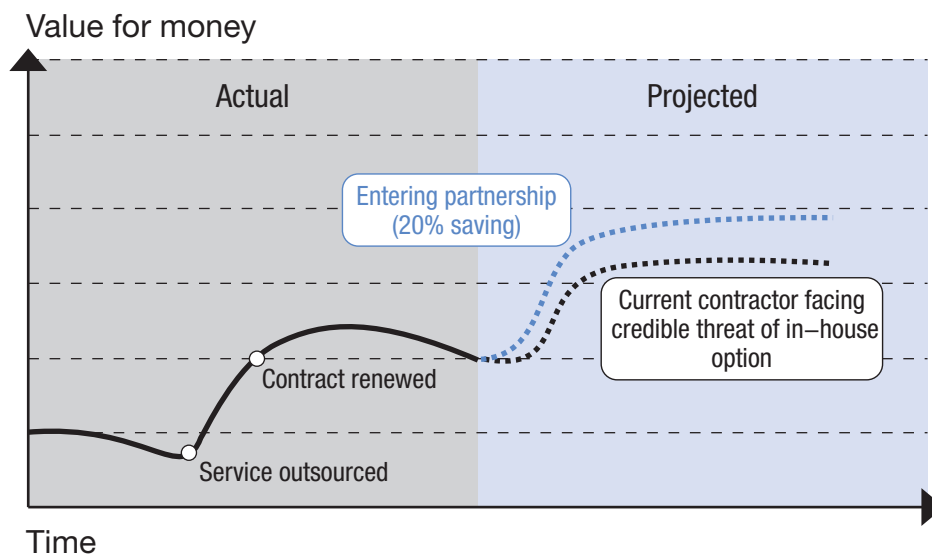 Value for money
Actual
Projected
Entering partnership
(20% saving)
Current contractor facing
credible threat of in–house
option
Contract renewed
Service outsourced
Time